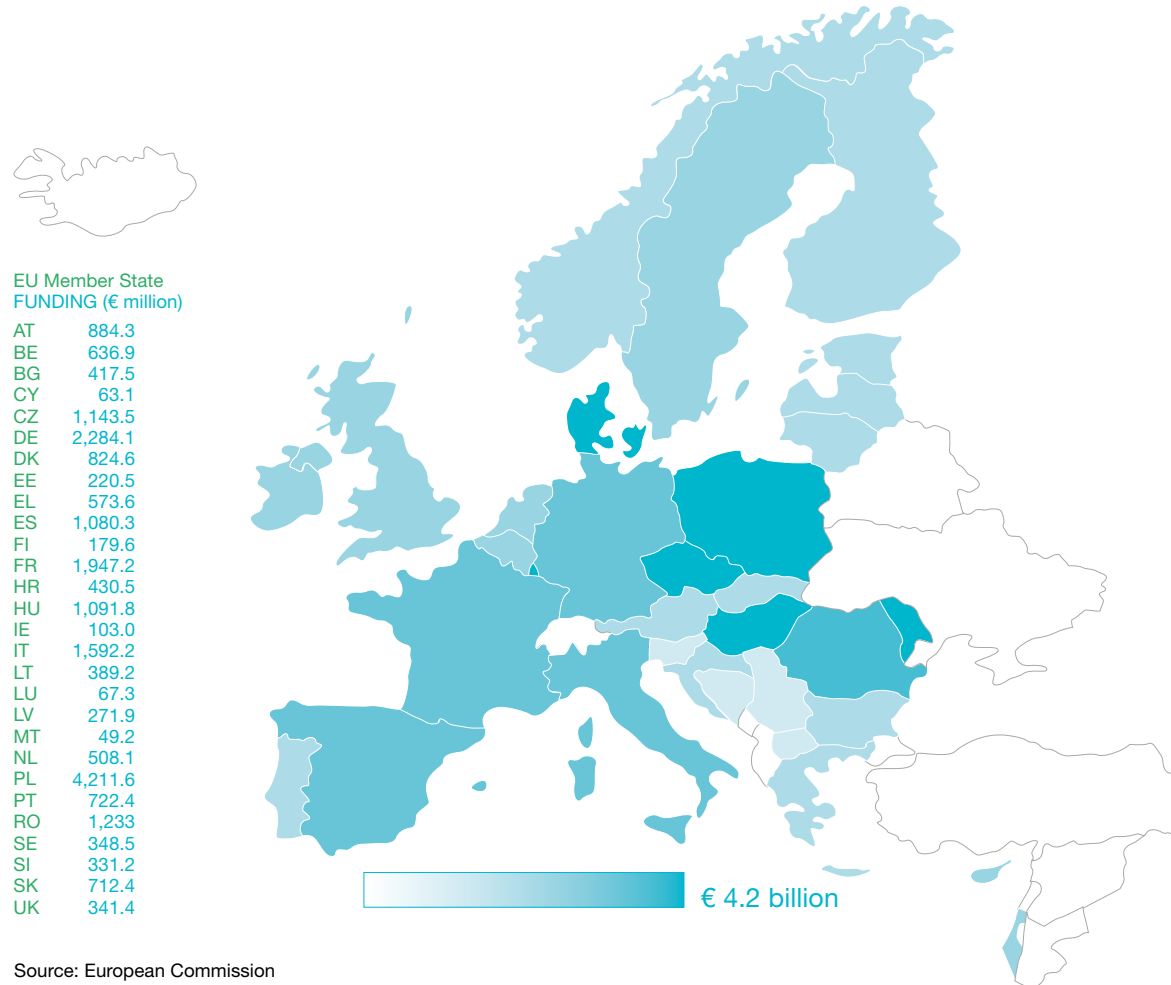 EU Member State
FUNDING (€ million)
AT 884.3
BE 636.9
BG 417.5
CY 63.1
CZ 1,143.5
DE 2,284.1
DK 824.6
EE 220.5
EL 573.6
ES 1,080.3
FI 179.6
FR 1,947.2
HR 430.5
HU 1,091.8
IE 103.0
IT 1,592.2
LT 389.2
LU 67.3
LV 271.9
MT 49.2
NL 508.1
PL 4,211.6
PT 722.4
RO 1,233
SE 348.5
SI 331.2
SK 712.4
UK 341.4
€ 4.2 billion
Source: European Commission